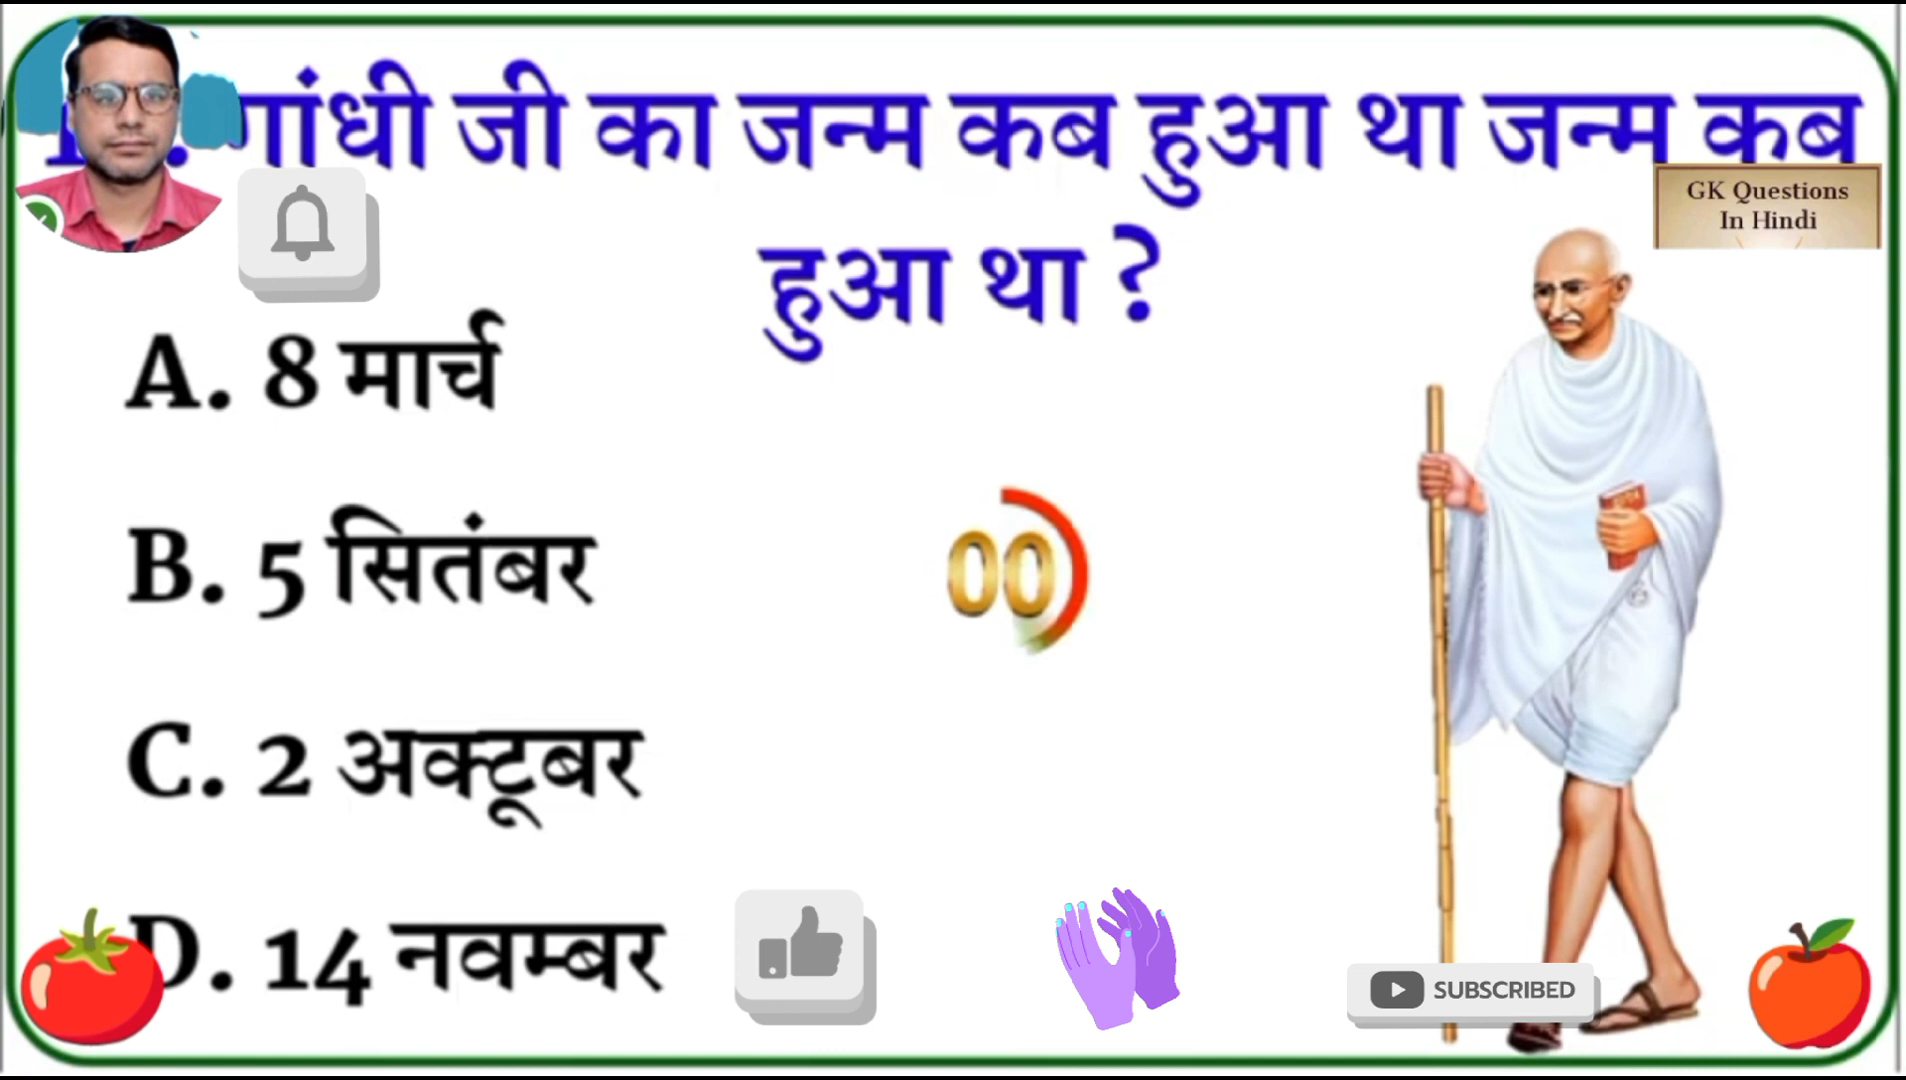 गांधी जी का जन्म कब हुआ था जन्म कब
हुआ था ?
GK Questions
In Hindi
A. 8 मार्च
B. 5 सितंबर
00
C. 2 अक्टूबर
D. 14 नवम्बर
SUBSCRIBED